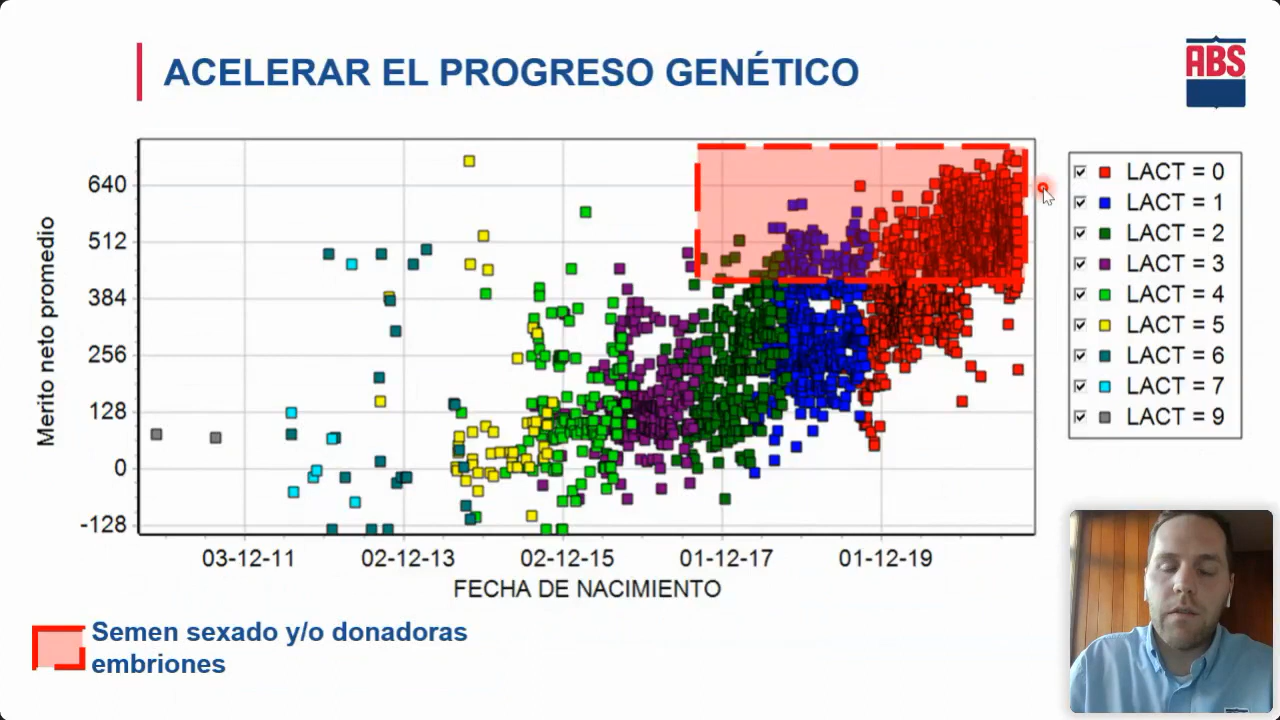 ACELERAR EL PROGRESO GENÉTICO
ABS
Merito neto promedio
640
512
384
256
128
0
-128
03-12-11
02-12-13
02-12-15
01-12-17
01-12-19
FECHA DE NACIMIENTO
LACT = 0
LACT = 1
LACT = 2
LACT = 3
LACT = 4
LACT = 5
LACT = 6
LACT = 7
LACT = 9
Semen sexado y/o donadoras
embriones